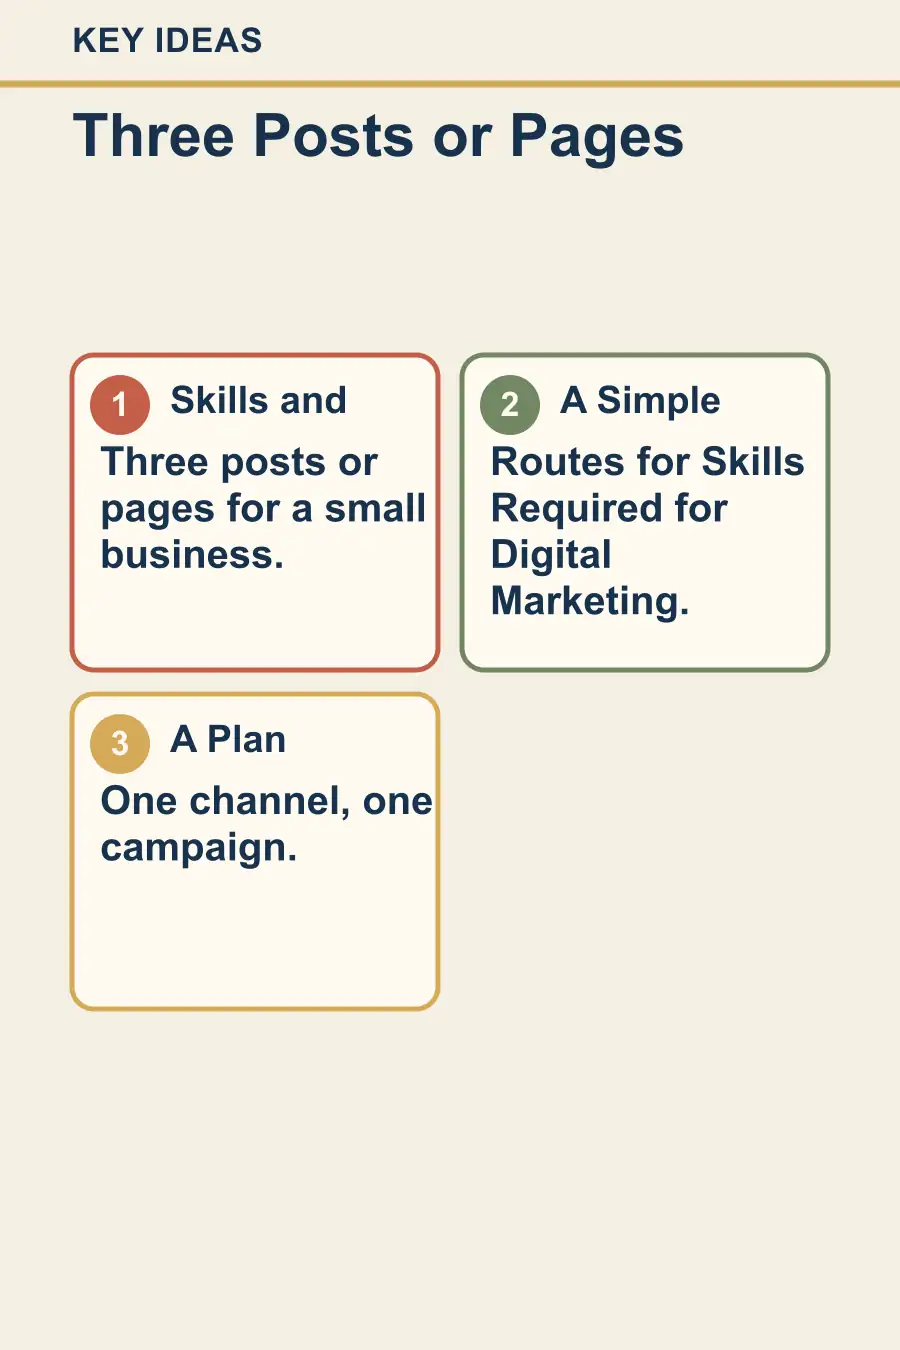 KEY IDEAS
Three Posts or Pages
1 Skills and
Three posts or
pages for a small
business.
2 A Simple
Routes for Skills
Required for
Digital
Marketing.
3 A Plan
One channel, one
campaign.